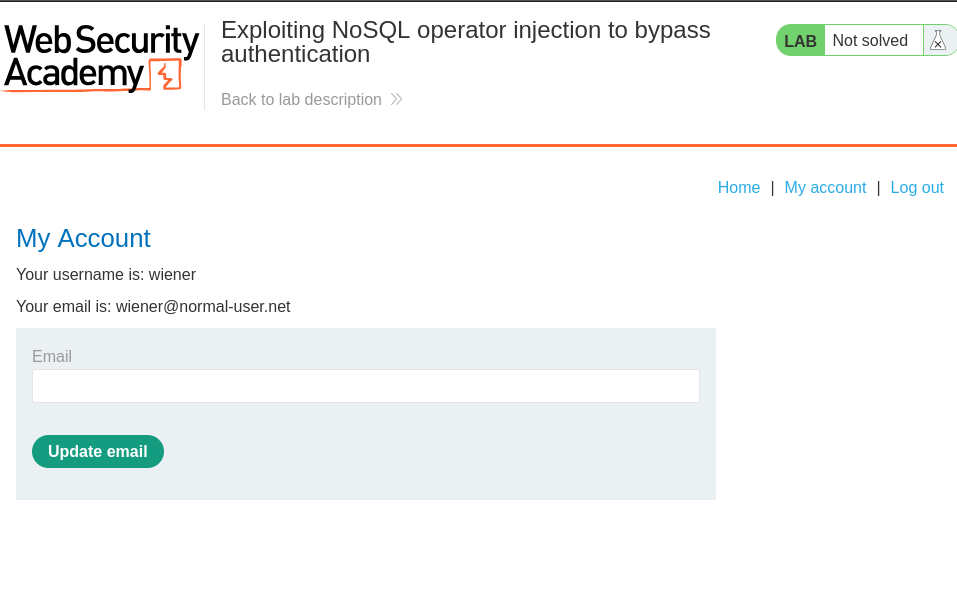 Web Security
Academy
Exploiting NoSQL operator injection to bypass
authentication
Back to lab description
LAB Not solved
Home | My account | Log out
My Account
Your username is: wiener
Your email is: wiener@normal-user.net
Email
Update email